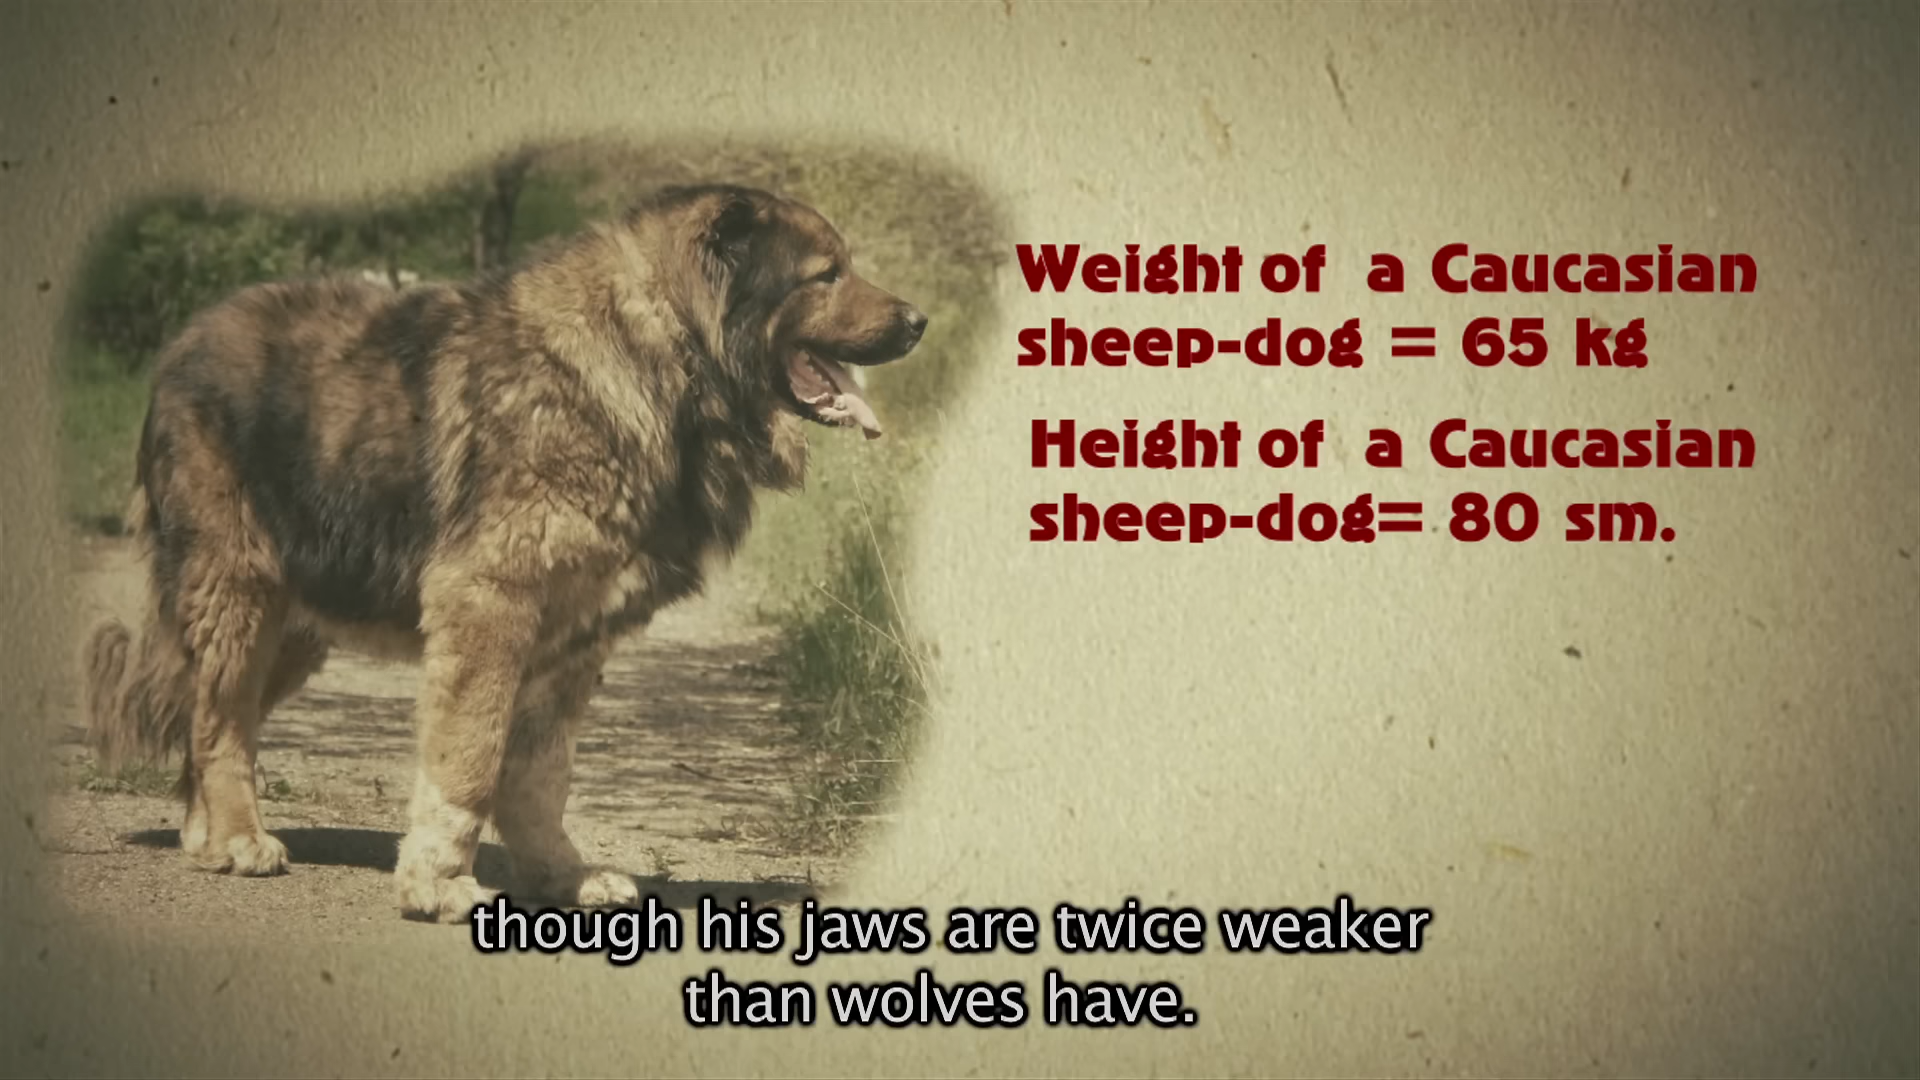 Weight of a Caucasian
sheep-dog = 65 kg
Height of a Caucasian
sheep-dog= 80 sm.
though his jaws are twice weaker
than wolves have.